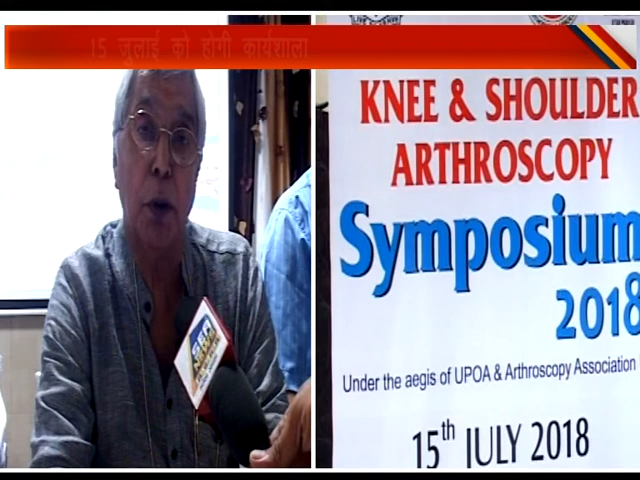 15 जुलाई को होगी कार्यशाला
KNEE & SHOULDER
ARTHROSCOPY
Symposium
2018
Under the aegis of UPOA & Arthroscopy Association
15th JULY 2018